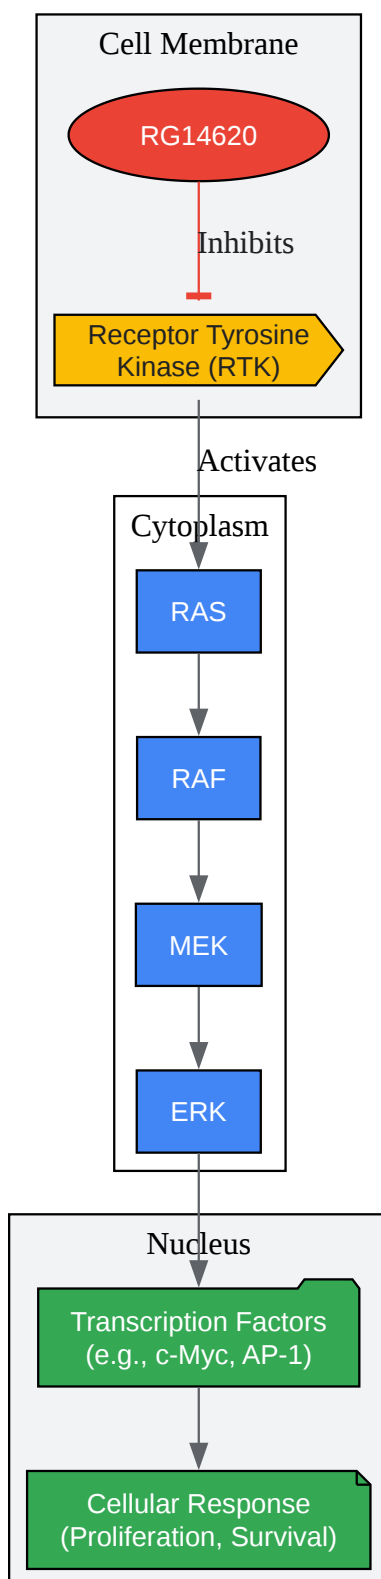 Cell Membrane
RG14620
Inhibits
Receptor Tyrosine
Kinase (RTK)
Activates
Cytoplasm
RAS
RAF
MEK
ERK
Nucleus
Transcription Factors
(e.g., c-Myc, AP-1)
Cellular Response
(Proliferation, Survival)